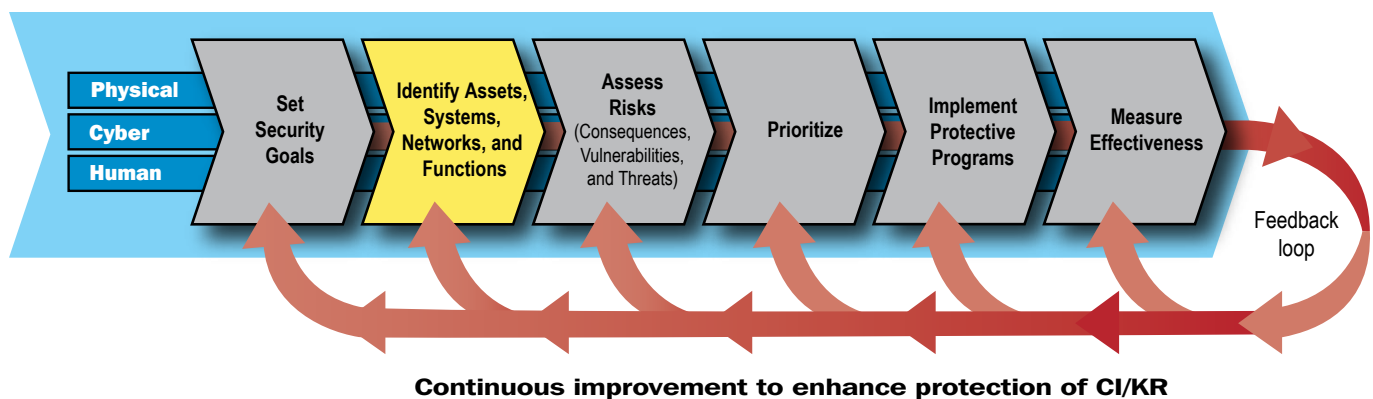 Physical
Cyber
Human
Set
Security
Goals
Identify Assets,
Systems,
Networks, and
Functions
Assess
Risks
(Consequences,
Vulnerabilities,
and Threats)
Prioritize
Implement
Protective
Programs
Measure
Effectiveness
Feedback
loop
Continuous improvement to enhance protection of CI/KR